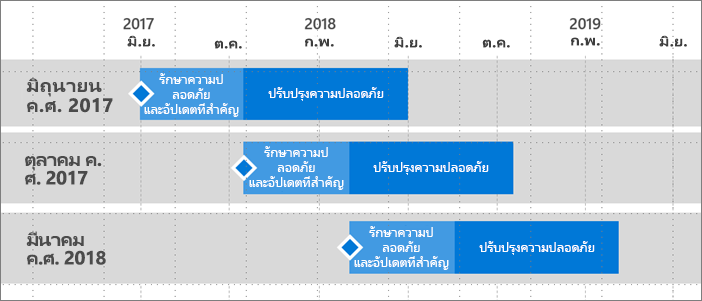 2017 2018 2019
มิ.ย. ต.ค. ก.พ. มิ.ย. ต.ค. ก.พ. มิ.ย.
มิถุนายน
ค.ศ. 2017
รักษาความป
ลอดภัย
และอัปเดตที่สำคัญ
ปรับปรุงความปลอดภัย
ตุลาคม ค.
ศ. 2017
รักษาความป
ลอดภัย
และอัปเดตที่สำคัญ
ปรับปรุงความปลอดภัย
มีนาคม
ค.ศ. 2018
รักษาความป
ลอดภัย
และอัปเดตที่สำคัญ
ปรับปรุงความปลอดภัย